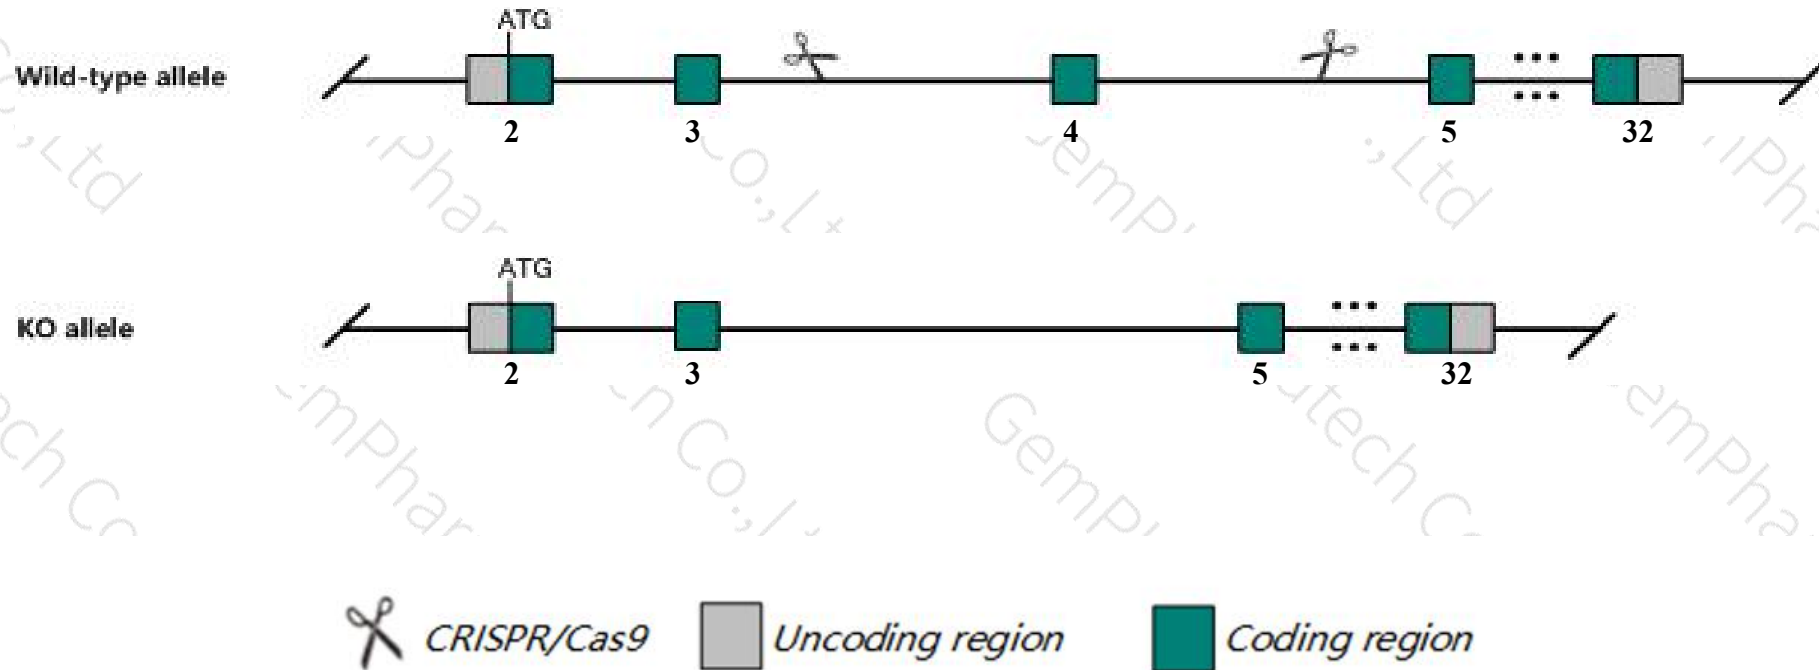 ATG
Wild-type allele
2 3 4 5 32
ATG
KO allele
2 3 5 32
CRISPR/Cas9 Uncoding region Coding region